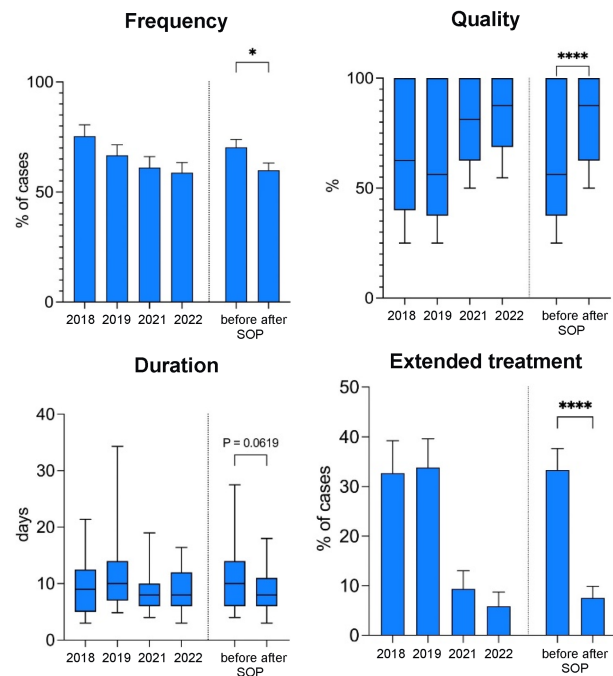 Frequency
*
100
50
0
% of cases
2018 2019 2021 2022 before after
SOP
Quality
****
100
50
0
%
2018 2019 2021 2022 before after
SOP
Duration
P = 0.0619
40
30
20
10
0
days
2018 2019 2021 2022 before after
SOP
Extended treatment
****
50
40
30
20
10
0
% of cases
2018 2019 2021 2022 before after
SOP